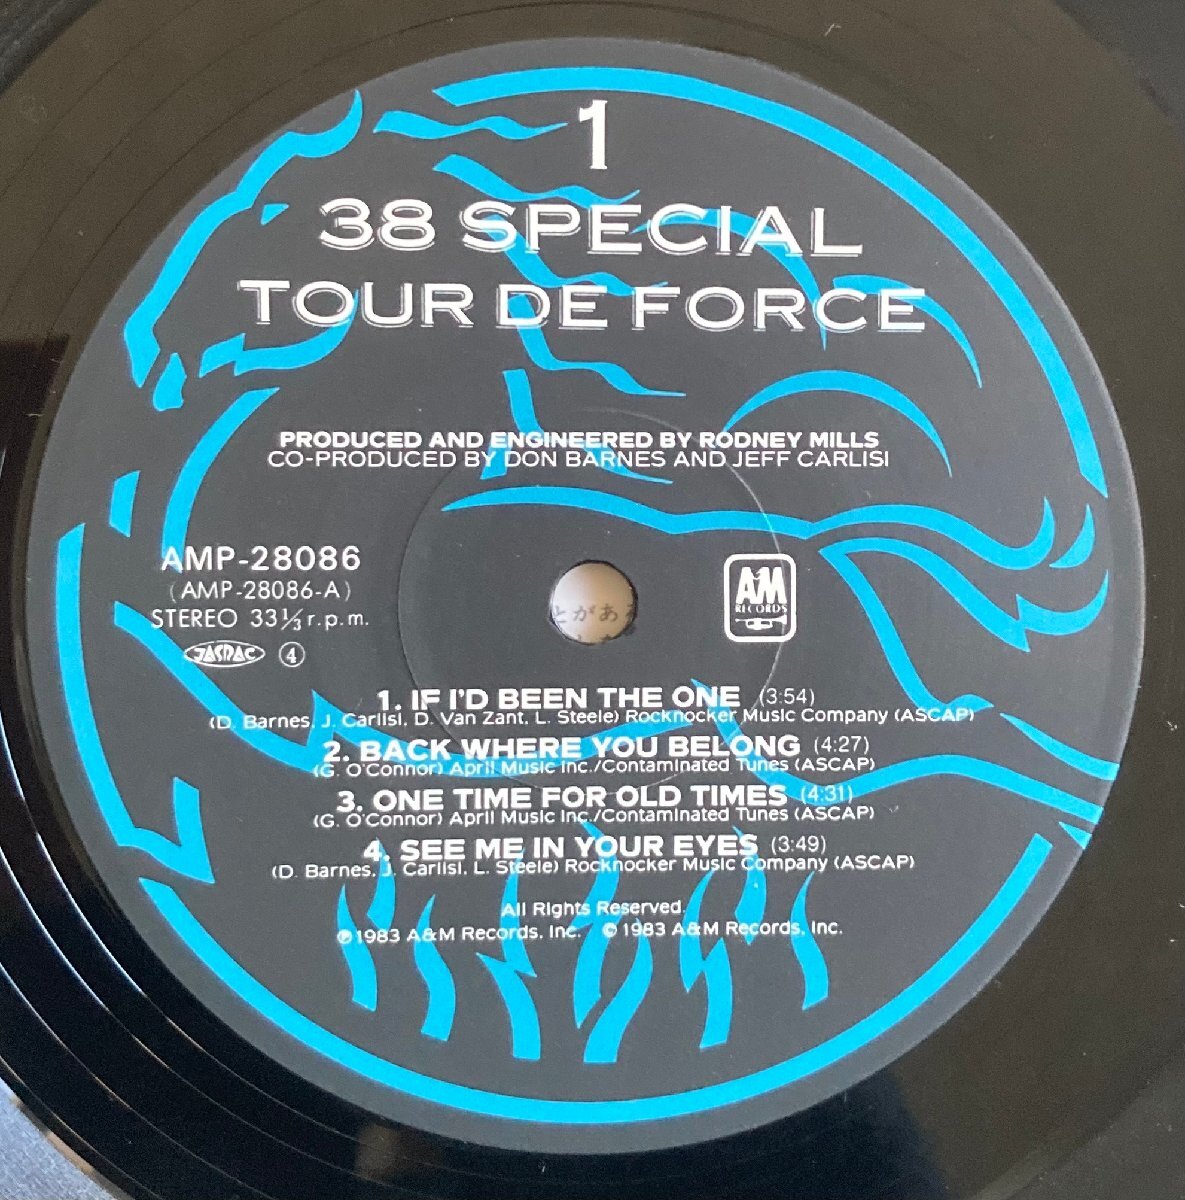 1
38 SPECIAL
TOUR DE FORCE
PRODUCED AND ENGINEERED BY RODNEY MILLS
CO-PRODUCED BY DON BARNES AND JEFF CARLISI
AMP-28086
(AMP-28086-A)
STEREO 33⅓ r.p.m.
JASRAC ④
A&M
RECORDS
とがあ
1. IF I'D BEEN THE ONE (3:54)
(D. Barnes, J. Carlisi, D. Van Zant, L. Steele) Rocknocker Music Company (ASCAP)
2. BACK WHERE YOU BELONG (4:27)
(G. O'Connor) April Music Inc./Contaminated Tunes (ASCAP)
3. ONE TIME FOR OLD TIMES (4:31)
(G. O'Connor) April Music Inc./Contaminated Tunes (ASCAP)
4. SEE ME IN YOUR EYES (3:49)
(D. Barnes, J. Carlisi, L. Steele) Rocknocker Music Company (ASCAP)
All Rights Reserved.
℗1983 A&M Records, Inc. ©1983 A&M Records, Inc.